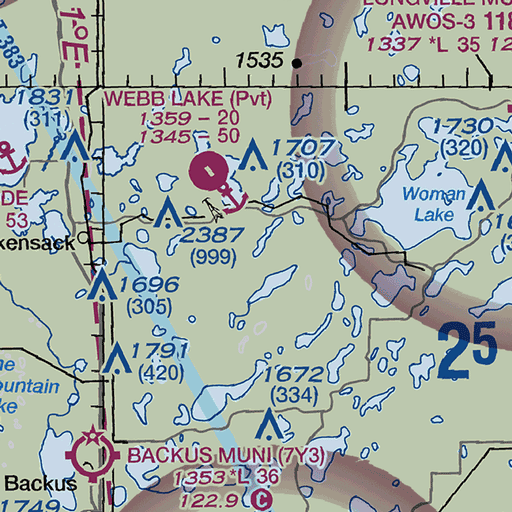 LONGVILLE MU
AWOS-3 118
1337 *L 35 12
1535
T 383
1°E
1831
(311)
WEBB LAKE (Pvt)
1359 - 20
1345 - 50
1707
(310)
1730
(320)
DE
53
Woman
Lake
kensack
2387
(999)
1696
(305)
25
1791
(420)
ountain
ke
1672
(334)
BACKUS MUNI (7Y3)
1353 *L 36
122.9 C
Backus
1749